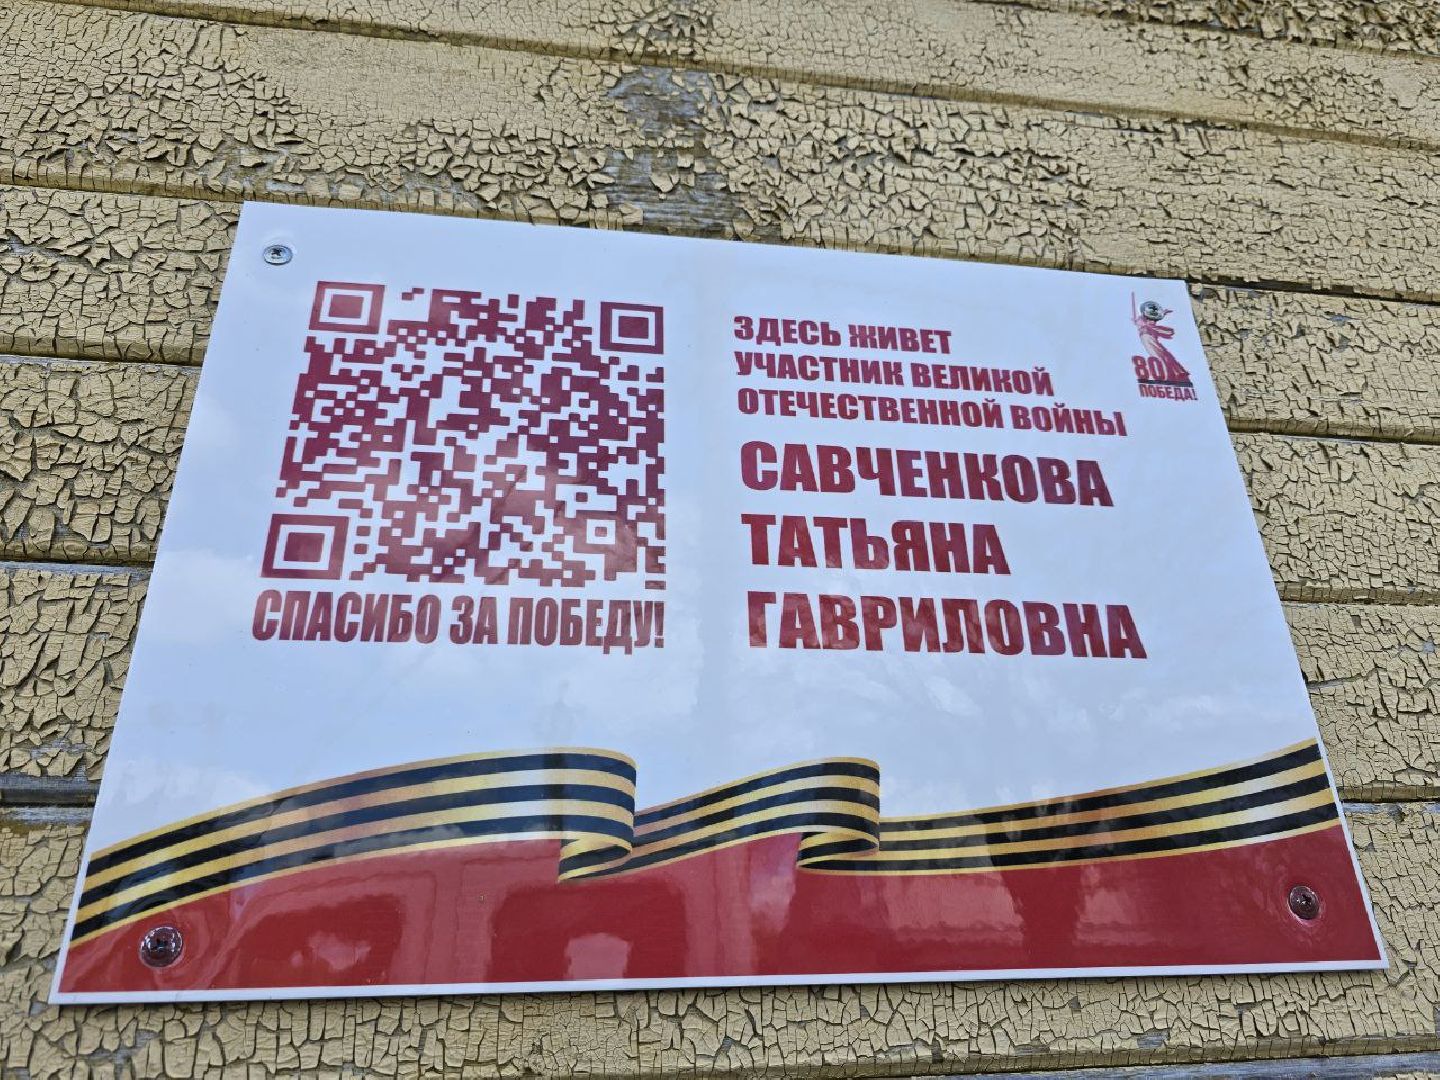 ЗДЕСЬ ЖИВЕТ
УЧАСТНИК ВЕЛИКОЙ
ОТЕЧЕСТВЕННОЙ ВОЙНЫ
САВЧЕНКОВА
ТАТЬЯНА
ГАВРИЛОВНА
СПАСИБО ЗА ПОБЕДУ!
80
ПОБЕДА!